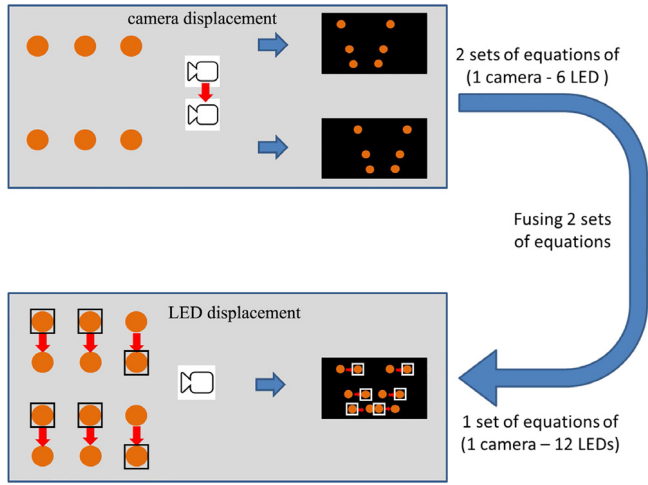 camera displacement
2 sets of equations of
(1 camera - 6 LED )
Fusing 2 sets
of equations
LED displacement
1 set of equations of
(1 camera – 12 LEDs)